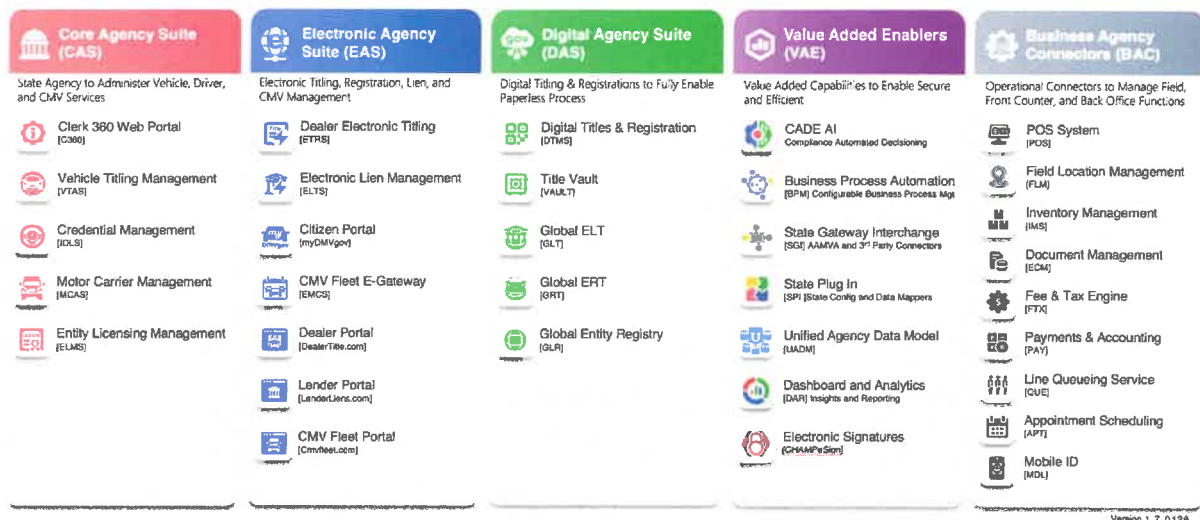 Core Agency Suite
(CAS)
State Agency to Administer Vehicle, Driver,
and CMV Services
Clerk 360 Web Portal
[C360]
Vehicle Titling Management
[VTAS]
Credential Management
[IDLS]
Motor Carrier Management
[MCAS]
Entity Licensing Management
[ELMS]
Electronic Agency
Suite (EAS)
Electronic Titling, Registration, Lien, and
CMV Management
Dealer Electronic Titling
[ETRS]
Electronic Lien Management
[ELTS]
my
Citizen Portal
[myDMVgov]
CMV Fleet E-Gateway
[EMCS]
Dealer Portal
[DealerTitle.com]
Lender Portal
[LenderLiens.com]
CMV Fleet Portal
[Cmvfleet.com]
Digital Agency Suite
(DAS)
Digital Titling & Registrations to Fully Enable
Paperless Process
Digital Titles & Registration
[DTMS]
Title Vault
[VAULT]
Global ELT
[GLT]
Global ERT
[GRT]
Global Entity Registry
[GLR]
Value Added Enablers
(VAE)
Value Added Capabilities to Enable Secure
and Efficient
CADE AI
Compliance Automated Decisioning
Business Process Automation
[BPM] Configurable Business Process Mgt
State Gateway Interchange
[SGI] AAMVA and 3rd Party Connectors
State Plug In
[SPI ]State Config and Data Mappers
Unified Agency Data Model
[UADM]
Dashboard and Analytics
[DAR] Insights and Reporting
Electronic Signatures
[CHAMPeSign]
Business Agency
Connectors (BAC)
Operational Connectors to Manage Field,
Front Counter, and Back Office Functions
POS System
[POS]
Field Location Management
[FLM]
Inventory Management
[IMS]
Document Management
[ECM]
Fee & Tax Engine
[FTX]
Payments & Accounting
[PAY]
Line Queueing Service
[QUE]
Appointment Scheduling
[APT]
Mobile ID
[MDL]
Version 1.7